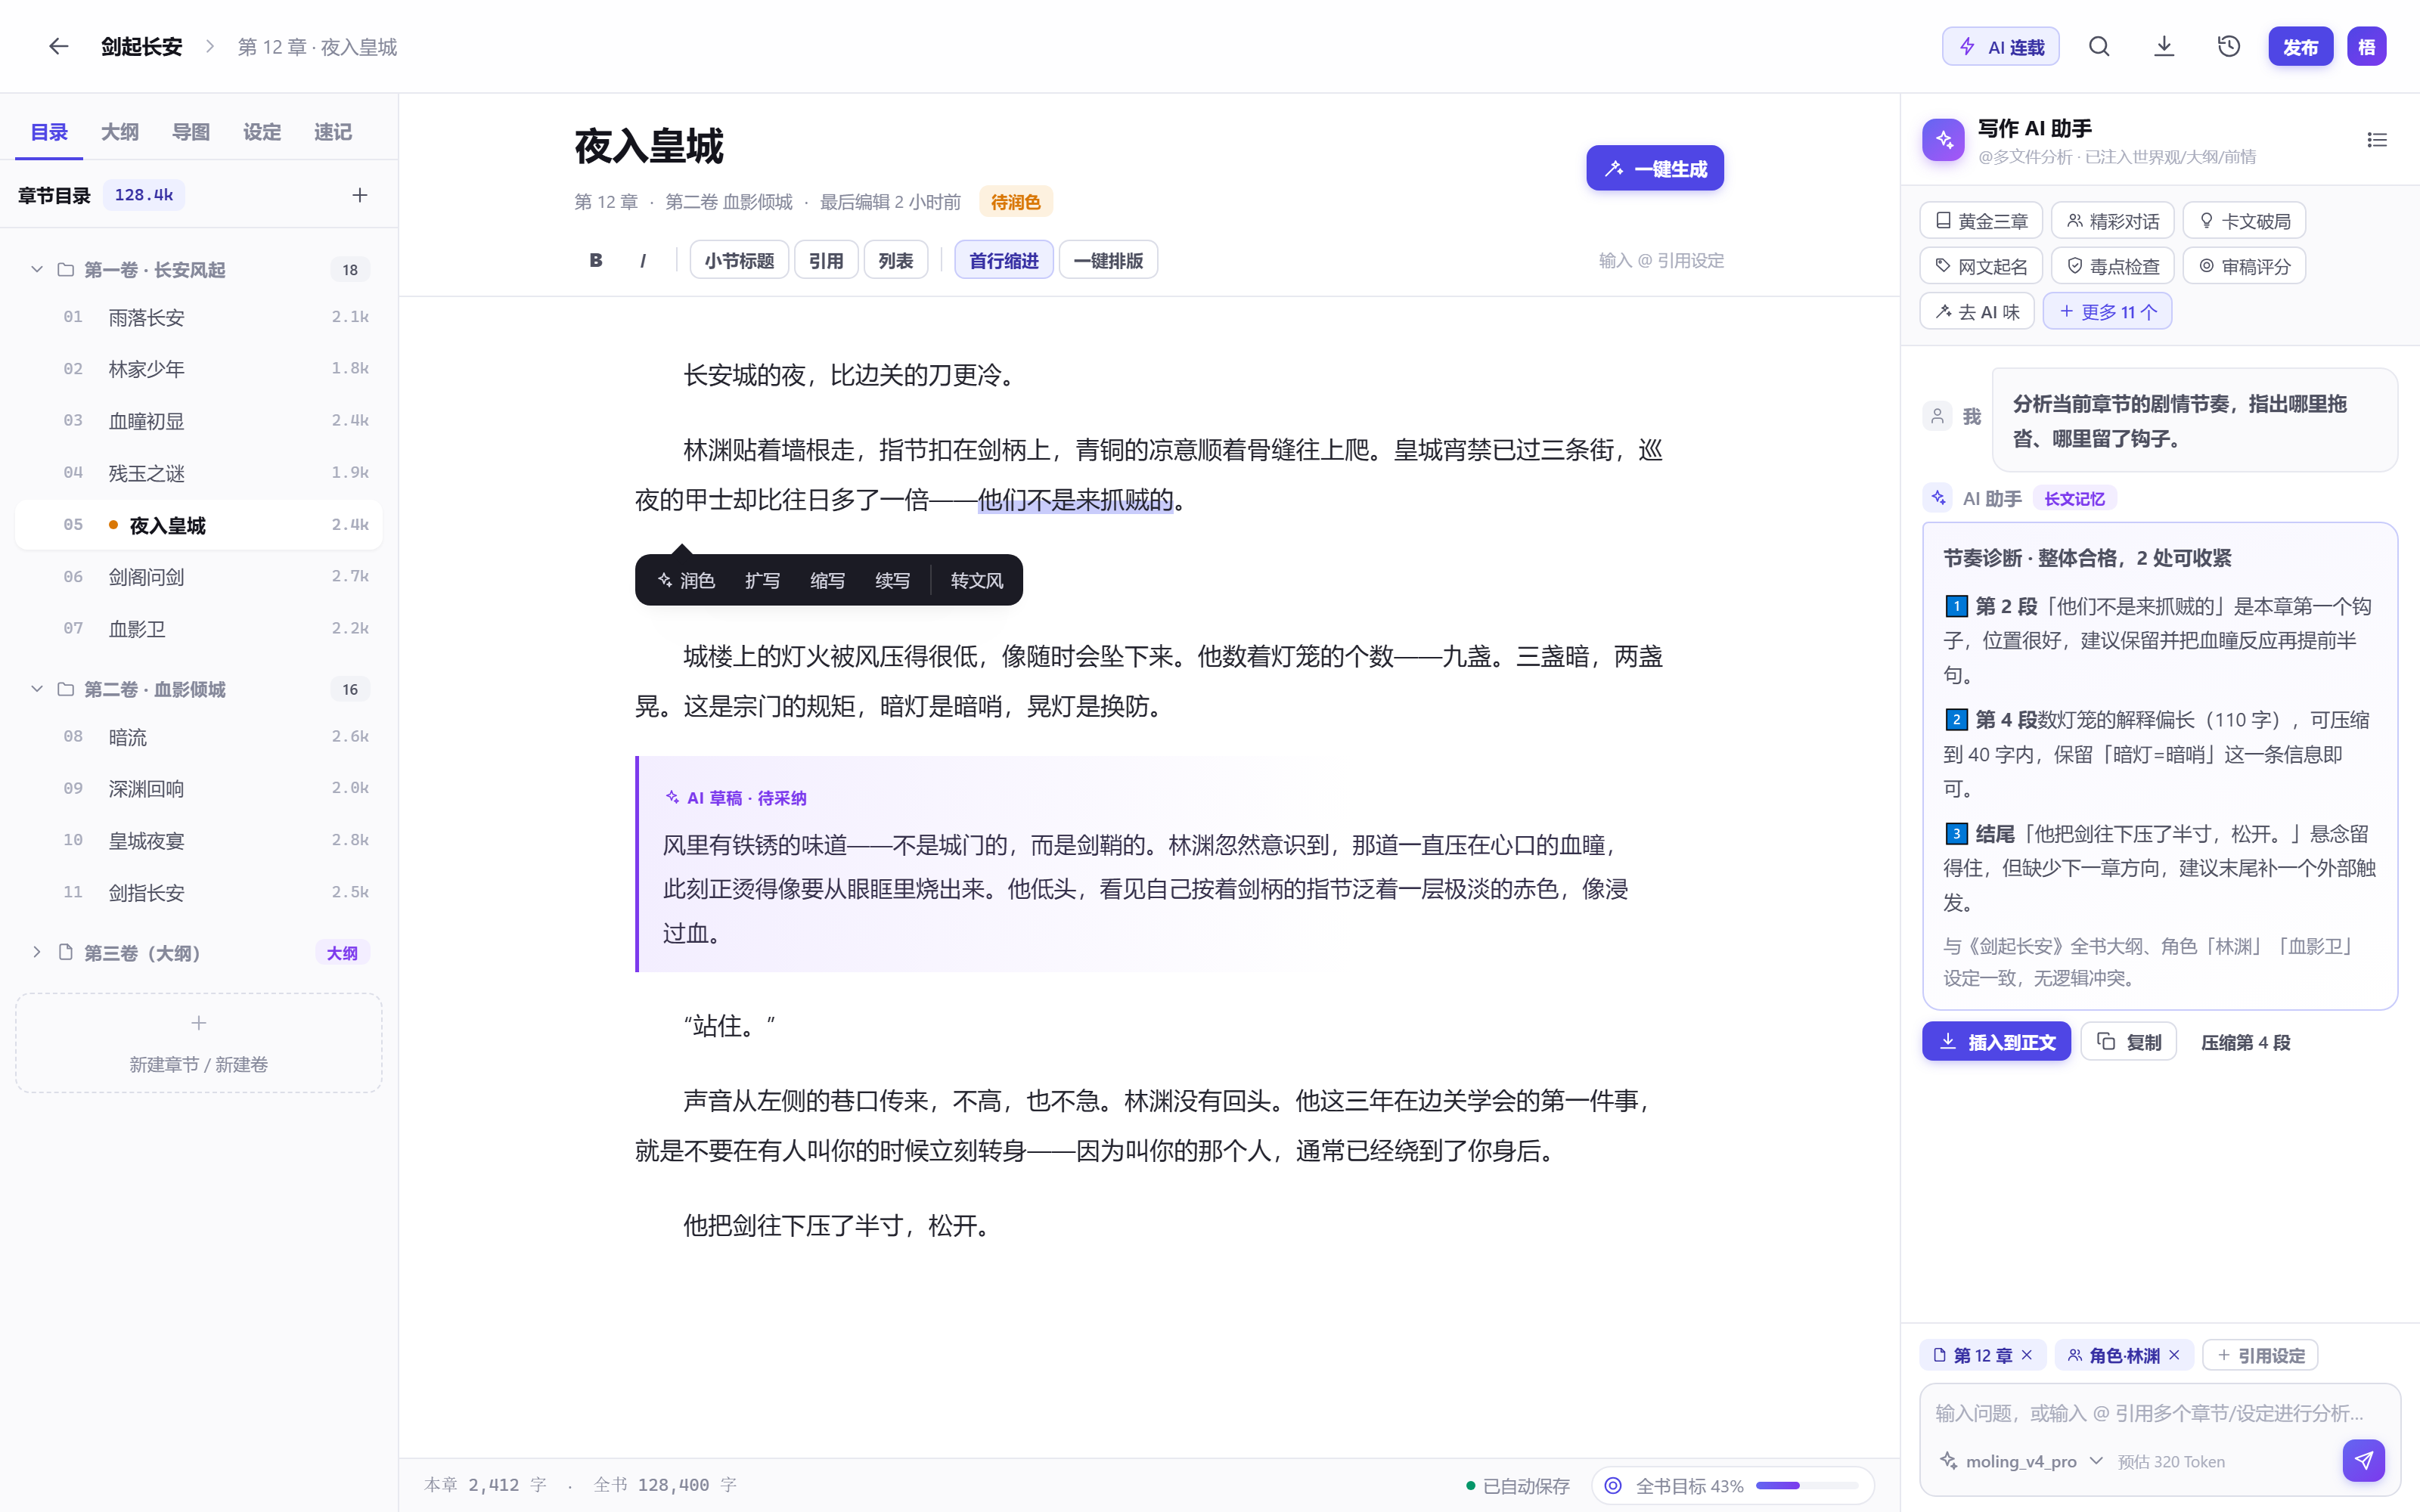 剑起长安
第 12 章 · 夜入皇城
AI 连载
发布
梧
目录
大纲
导图
设定
速记
章节目录
128.4k
第一卷 · 长安风起
18
01 雨落长安 2.1k
02 林家少年 1.8k
03 血瞳初显 2.4k
04 残玉之谜 1.9k
05 夜入皇城 2.4k
06 剑阁问剑 2.7k
07 血影卫 2.2k
第二卷 · 血影倾城
16
08 暗流 2.6k
09 深渊回响 2.0k
10 皇城夜宴 2.8k
11 剑指长安 2.5k
第三卷（大纲）
大纲
新建章节 / 新建卷
夜入皇城
第 12 章 · 第二卷 血影倾城 · 最后编辑 2 小时前
待润色
一键生成
B
I
小节标题
引用
列表
首行缩进
一键排版
输入 @ 引用设定
长安城的夜，比边关的刀更冷。
林渊贴着墙根走，指节扣在剑柄上，青铜的凉意顺着骨缝往上爬。皇城宵禁已过三条街，巡
夜的甲士却比往日多了一倍——他们不是来抓贼的。
润色
扩写
缩写
续写
转文风
城楼上的灯火被风压得很低，像随时会坠下来。他数着灯笼的个数——九盏。三盏暗，两盏
晃。这是宗门的规矩，暗灯是暗哨，晃灯是换防。
AI 草稿 · 待采纳
风里有铁锈的味道——不是城门的，而是剑鞘的。林渊忽然意识到，那道一直压在心口的血瞳，
此刻正烫得像要从眼眶里烧出来。他低头，看见自己按着剑柄的指节泛着一层极淡的赤色，像浸
过血。
“站住。”
声音从左侧的巷口传来，不高，也不急。林渊没有回头。他这三年在边关学会的第一件事，
就是不要在有人叫你的时候立刻转身——因为叫你的那个人，通常已经绕到了你身后。
他把剑往下压了半寸，松开。
本章 2,412 字 · 全书 128,400 字
已自动保存
全书目标 43%
写作 AI 助手
@多文件分析 · 已注入世界观/大纲/前情
黄金三章
精彩对话
卡文破局
网文起名
毒点检查
审稿评分
去 AI 味
更多 11 个
我
分析当前章节的剧情节奏，指出哪里拖
沓、哪里留了钩子。
AI 助手
长文记忆
节奏诊断 · 整体合格，2 处可收紧
1 第 2 段「他们不是来抓贼的」是本章第一个钩
子，位置很好，建议保留并把血瞳反应再提前半
句。
2 第 4 段数灯笼的解释偏长（110 字），可压缩
到 40 字内，保留「暗灯=暗哨」这一条信息即
可。
3 结尾「他把剑往下压了半寸，松开。」悬念留
得住，但缺少下一章方向，建议末尾补一个外部触
发。
与《剑起长安》全书大纲、角色「林渊」「血影卫」
设定一致，无逻辑冲突。
插入到正文
复制
压缩第 4 段
第 12 章
角色·林渊
引用设定
输入问题，或输入 @ 引用多个章节/设定进行分析...
moling_v4_pro
预估 320 Token